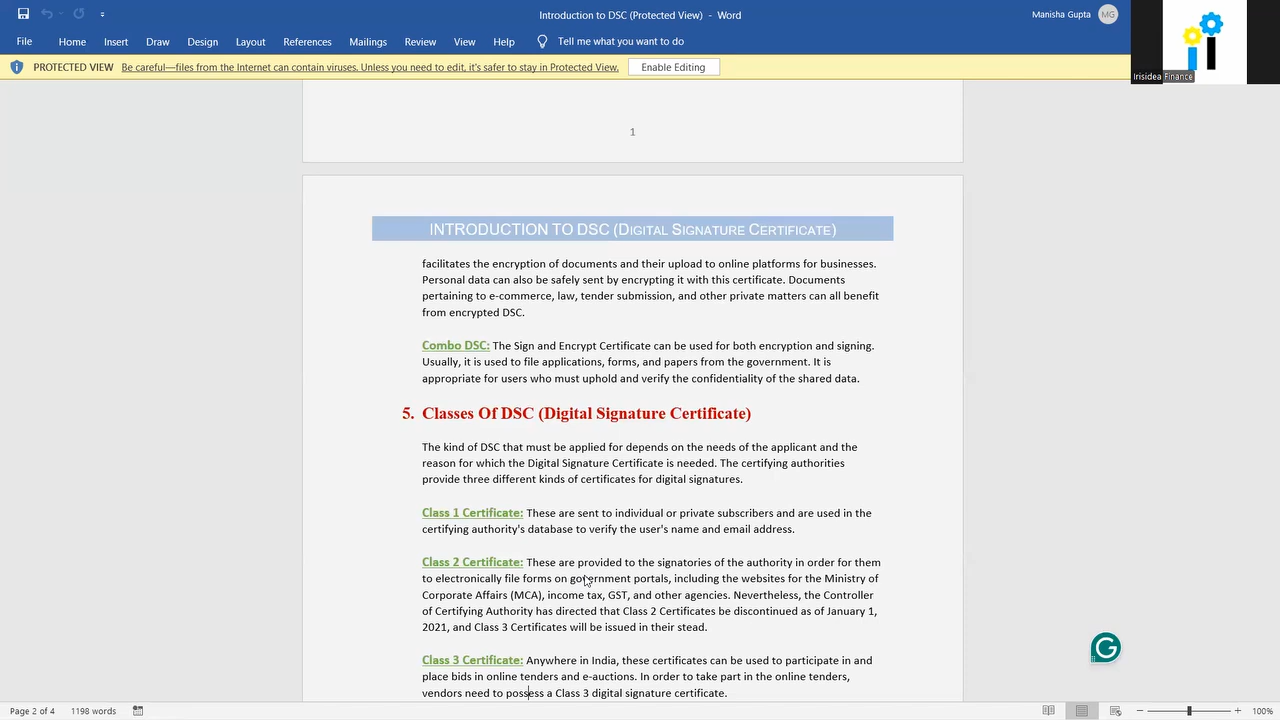 Introduction to DSC (Protected View) - Word
Manisha Gupta MG
File Home Insert Draw Design Layout References Mailings Review View Help Tell me what you want to do
PROTECTED VIEW Be careful—files from the Internet can contain viruses. Unless you need to edit, it's safer to stay in Protected View. Enable Editing
Irisidea Finance
1
INTRODUCTION TO DSC (DIGITAL SIGNATURE CERTIFICATE)
facilitates the encryption of documents and their upload to online platforms for businesses.
Personal data can also be safely sent by encrypting it with this certificate. Documents
pertaining to e-commerce, law, tender submission, and other private matters can all benefit
from encrypted DSC.
Combo DSC: The Sign and Encrypt Certificate can be used for both encryption and signing.
Usually, it is used to file applications, forms, and papers from the government. It is
appropriate for users who must uphold and verify the confidentiality of the shared data.
5. Classes Of DSC (Digital Signature Certificate)
The kind of DSC that must be applied for depends on the needs of the applicant and the
reason for which the Digital Signature Certificate is needed. The certifying authorities
provide three different kinds of certificates for digital signatures.
Class 1 Certificate: These are sent to individual or private subscribers and are used in the
certifying authority's database to verify the user's name and email address.
Class 2 Certificate: These are provided to the signatories of the authority in order for them
to electronically file forms on government portals, including the websites for the Ministry of
Corporate Affairs (MCA), income tax, GST, and other agencies. Nevertheless, the Controller
of Certifying Authority has directed that Class 2 Certificates be discontinued as of January 1,
2021, and Class 3 Certificates will be issued in their stead.
Class 3 Certificate: Anywhere in India, these certificates can be used to participate in and
place bids in online tenders and e-auctions. In order to take part in the online tenders,
vendors need to possess a Class 3 digital signature certificate.
Page 2 of 4 1198 words 100%